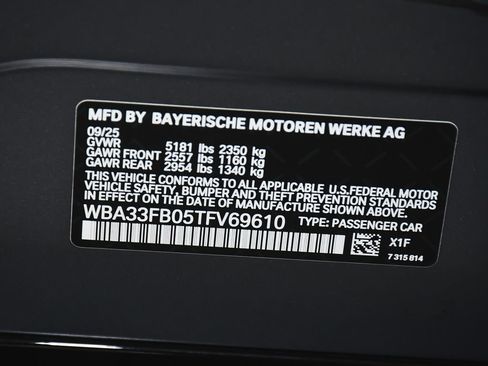 MFD BY BAYERISCHE MOTOREN WERKE AG
09/25
GVWR 5181 lbs 2350 kg
GAWR FRONT 2557 lbs 1160 kg
GAWR REAR 2954 lbs 1340 kg
THIS VEHICLE CONFORMS TO ALL APPLICABLE U.S.FEDERAL MOTOR
VEHICLE SAFETY, BUMPER, AND THEFT PREVENTION STANDARDS
IN EFFECT ON THE DATE OF MANUFACTURE SHOWN ABOVE.
WBA33FB05TFV69610 TYPE: PASSENGER CAR
X1F
7 315 814